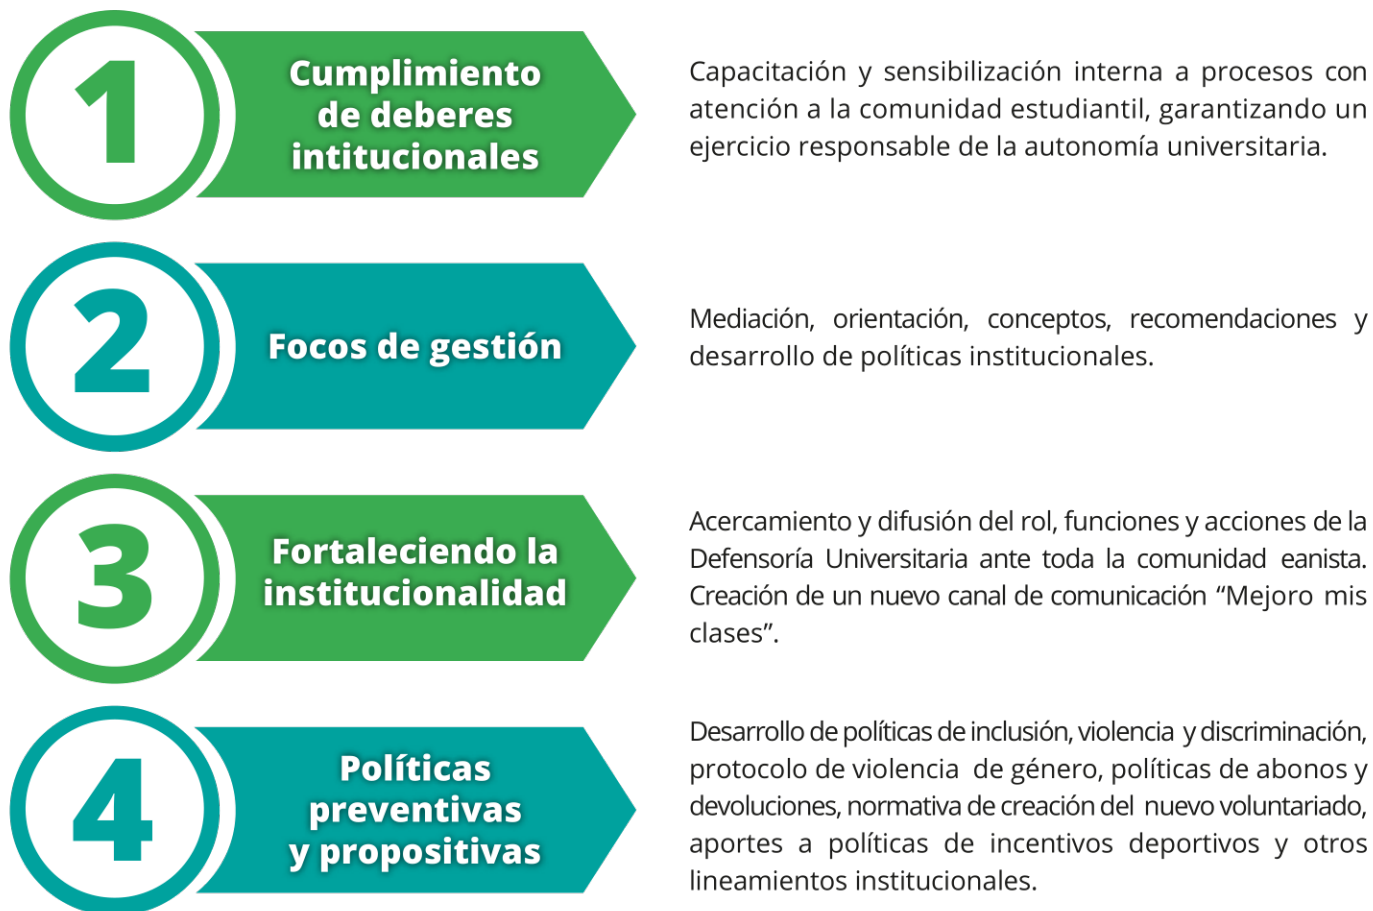 1
Cumplimiento
de deberes
intitucionales
Capacitación y sensibilización interna a procesos con
atención a la comunidad estudiantil, garantizando un
ejercicio responsable de la autonomía universitaria.
2
Focos de gestión
Mediación, orientación, conceptos, recomendaciones y
desarrollo de políticas institucionales.
3
Fortaleciendo la
institucionalidad
Acercamiento y difusión del rol, funciones y acciones de la
Defensoría Universitaria ante toda la comunidad eanista.
Creación de un nuevo canal de comunicación “Mejoro mis
clases”.
4
Políticas
preventivas
y propositivas
Desarrollo de políticas de inclusión, violencia y discriminación,
protocolo de violencia de género, políticas de abonos y
devoluciones, normativa de creación del nuevo voluntariado,
aportes a políticas de incentivos deportivos y otros
lineamientos institucionales.